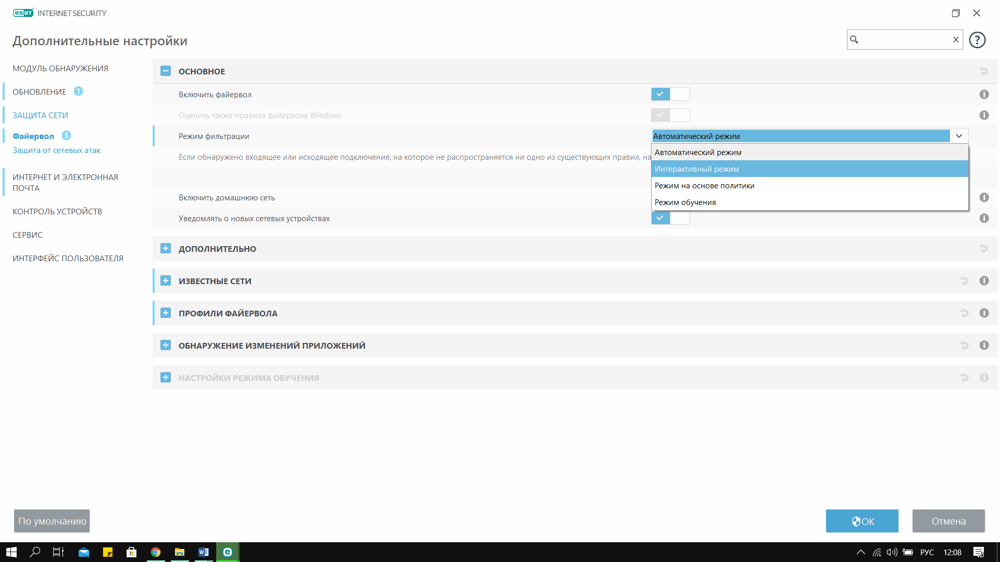 eset INTERNET SECURITY
Дополнительные настройки
x
?
МОДУЛЬ ОБНАРУЖЕНИЯ
ОБНОВЛЕНИЕ 1
ЗАЩИТА СЕТИ
Файервол 5
Защита от сетевых атак
ИНТЕРНЕТ И ЭЛЕКТРОННАЯ
ПОЧТА
КОНТРОЛЬ УСТРОЙСТВ
СЕРВИС
ИНТЕРФЕЙС ПОЛЬЗОВАТЕЛЯ
ОСНОВНОЕ
Включить файервол
Оценить также правила файервола Windows
Режим фильтрации
Автоматический режим
Автоматический режим
Интерактивный режим
Режим на основе политики
Режим обучения
Если обнаружено входящее или исходящее подключение, на которое не распространяется ни одно из существующих правил, на
Включить домашнюю сеть
Уведомлять о новых сетевых устройствах
ДОПОЛНИТЕЛЬНО
ИЗВЕСТНЫЕ СЕТИ
ПРОФИЛИ ФАЙЕРВОЛА
ОБНАРУЖЕНИЕ ИЗМЕНЕНИЙ ПРИЛОЖЕНИЙ
НАСТРОЙКИ РЕЖИМА ОБУЧЕНИЯ
По умолчанию
OK
Отмена
РУС
12:08